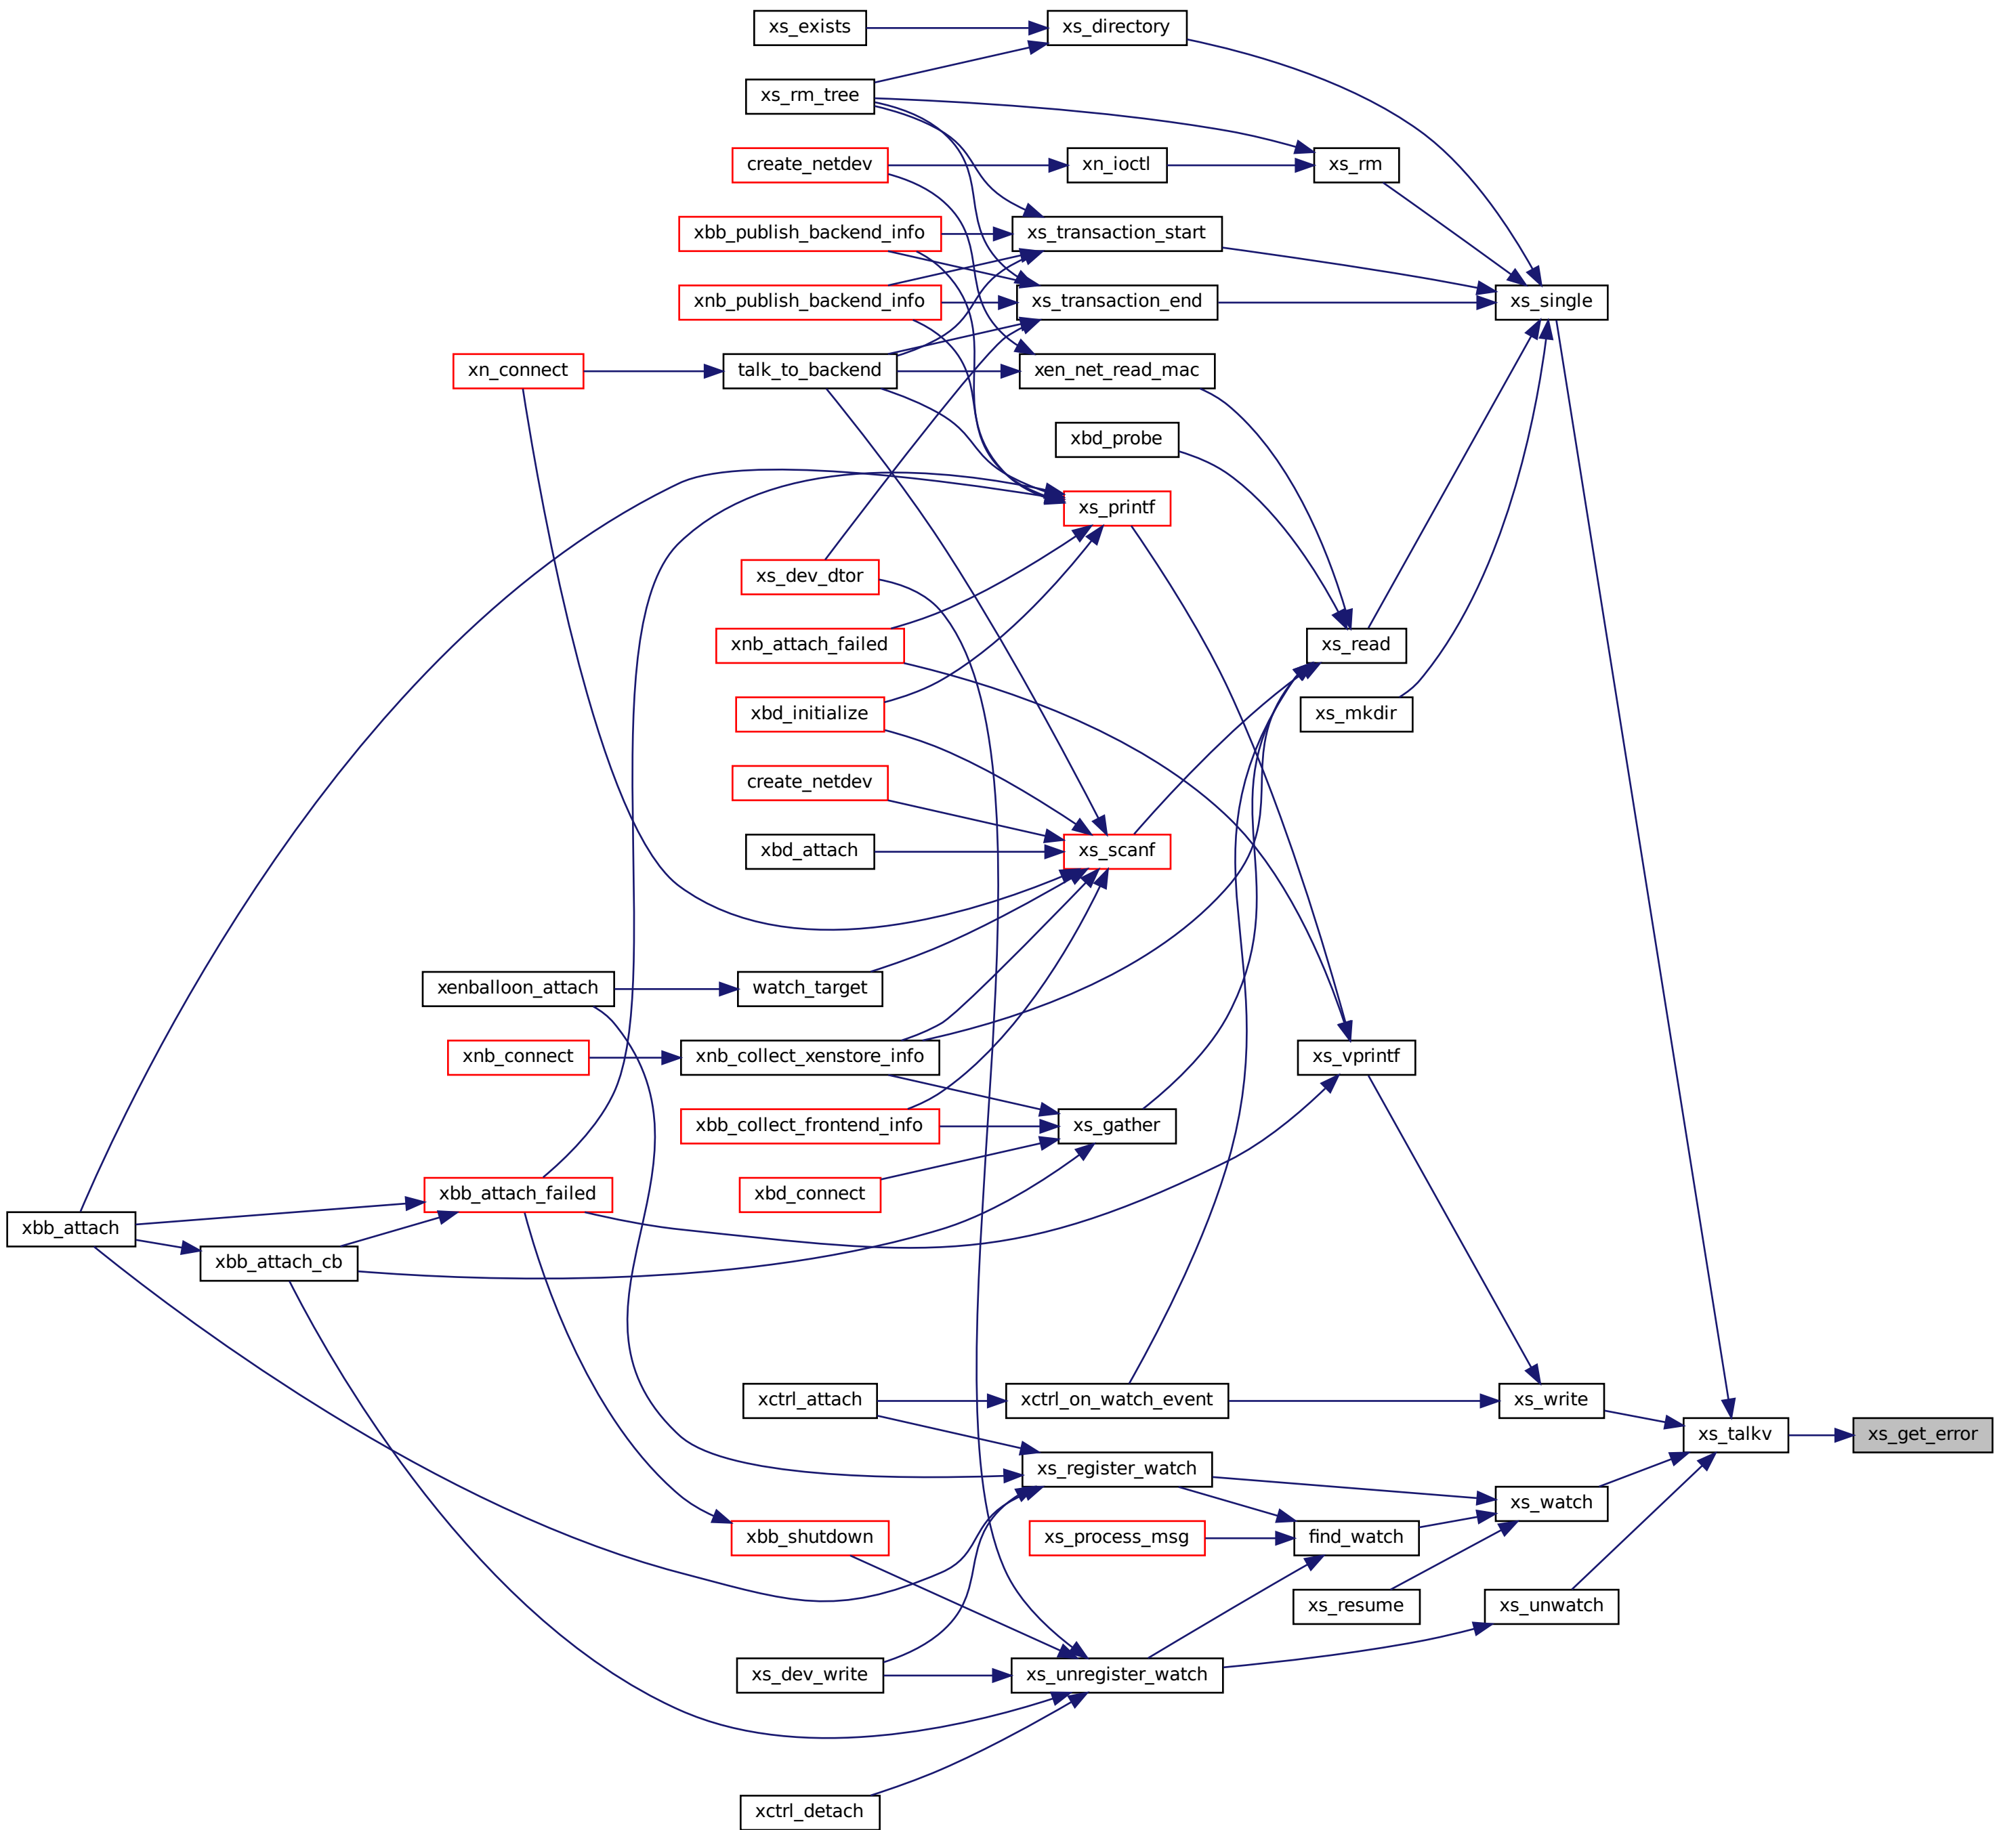 xs_exists
xs_directory
xs_rm_tree
create_netdev
xn_ioctl
xs_rm
xbb_publish_backend_info
xs_transaction_start
xnb_publish_backend_info
xs_transaction_end
xs_single
xn_connect
talk_to_backend
xen_net_read_mac
xbd_probe
xs_printf
xs_dev_dtor
xnb_attach_failed
xs_read
xbd_initialize
xs_mkdir
create_netdev
xbd_attach
xs_scanf
xenballoon_attach
watch_target
xnb_connect
xnb_collect_xenstore_info
xs_vprintf
xbb_collect_frontend_info
xs_gather
xbd_connect
xbb_attach_failed
xbb_attach
xbb_attach_cb
xctrl_attach
xctrl_on_watch_event
xs_write
xs_talkv
xs_get_error
xs_register_watch
xs_watch
xbb_shutdown
xs_process_msg
find_watch
xs_resume
xs_unwatch
xs_dev_write
xs_unregister_watch
xctrl_detach